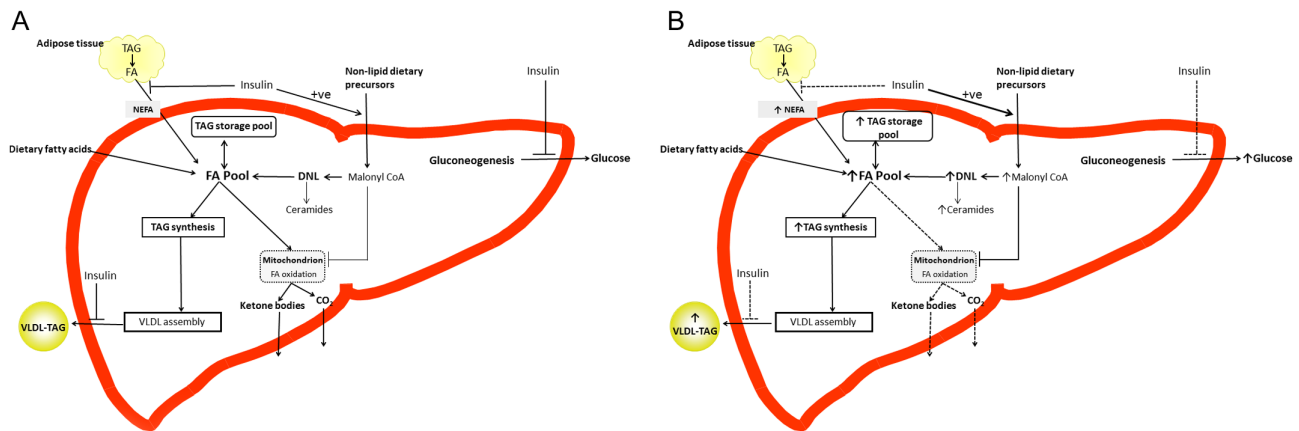 A
Adipose tissue
TAG
FA
Insulin
+ve
Non-lipid dietary
precursors
Insulin
NEFA
TAG storage pool
Dietary fatty acids
Gluconeogenesis
Glucose
FA Pool
DNL
Malonyl CoA
Ceramides
TAG synthesis
Mitochondrion
FA oxidation
Insulin
Ketone bodies
CO2
VLDL-TAG
VLDL assembly
B
Adipose tissue
TAG
FA
Insulin
+ve
Non-lipid dietary
precursors
Insulin
↑ NEFA
↑ TAG storage
pool
Dietary fatty acids
Gluconeogenesis
↑Glucose
↑FA Pool
↑DNL
↑Malonyl CoA
↑Ceramides
↑TAG synthesis
Mitochondrion
FA oxidation
Insulin
Ketone bodies
CO2
↑
VLDL-TAG
VLDL assembly